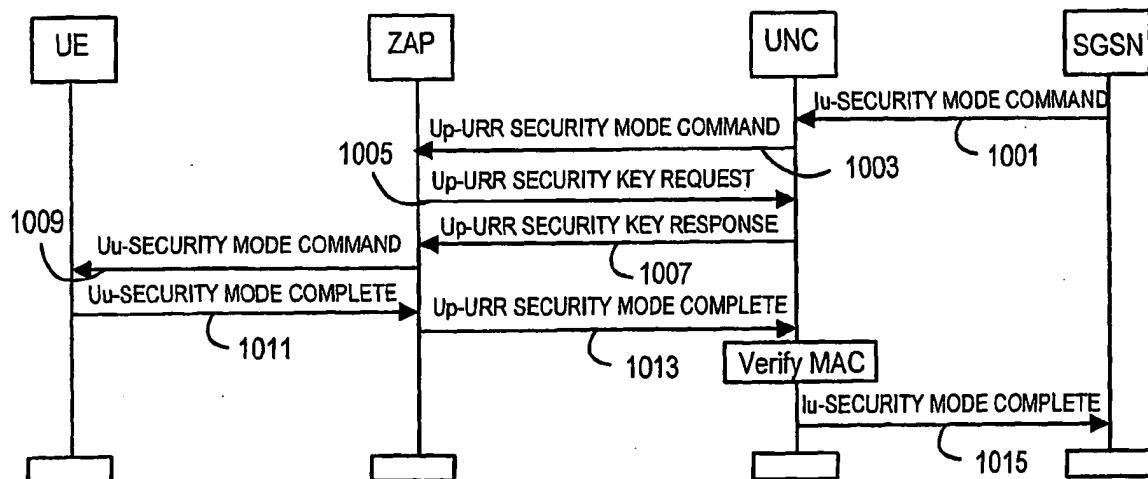 UE
ZAP
UNC
SGSN
Iu-SECURITY MODE COMMAND
1001
Up-URR SECURITY MODE COMMAND
1003
1005
Up-URR SECURITY KEY REQUEST
Up-URR SECURITY KEY RESPONSE
1007
1009
Uu-SECURITY MODE COMMAND
Uu-SECURITY MODE COMPLETE
1011
Up-URR SECURITY MODE COMPLETE
1013
Verify MAC
Iu-SECURITY MODE COMPLETE
1015